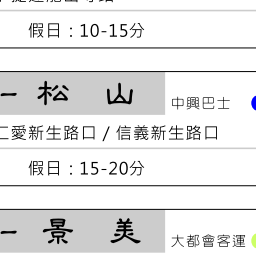 假日：10-15分
一 松 山 中興巴士
仁愛新生路口 / 信義新生路口
假日：15-20分
一 景 美 大都會客運